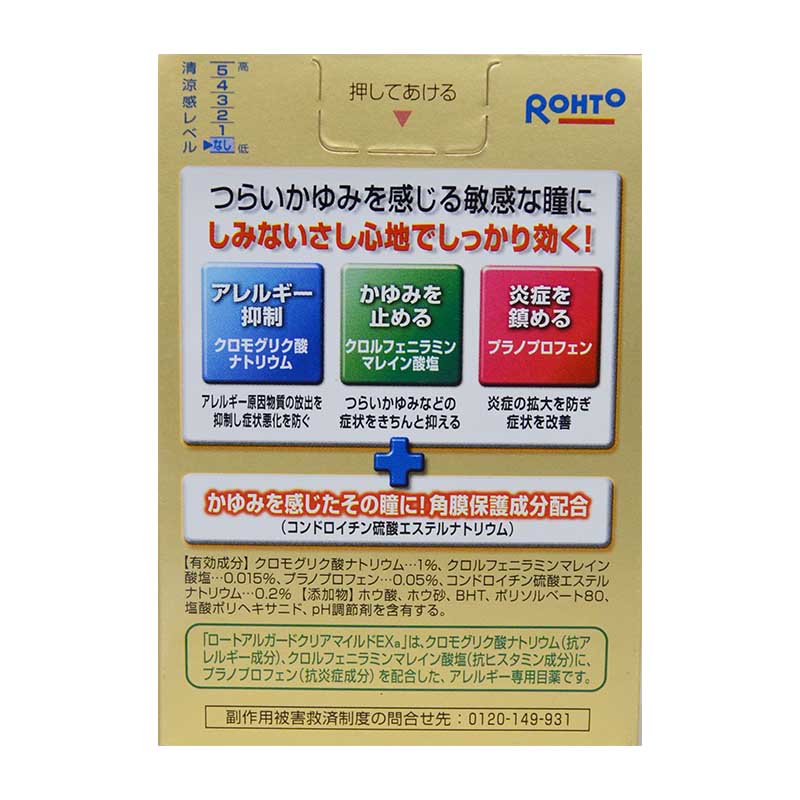 清涼感レベル
高
5
4
3
2
1
なし
低
押してあける
ROHTO
つらいかゆみを感じる敏感な瞳に
しみないさし心地でしっかり効く!
アレルギー
抑制
クロモグリク酸
ナトリウム
アレルギー原因物質の放出を
抑制し症状悪化を防ぐ
かゆみを
止める
クロルフェニラミン
マレイン酸塩
つらいかゆみなどの
症状をきちんと抑える
炎症を
鎮める
プラノプロフェン
炎症の拡大を防ぎ
症状を改善
かゆみを感じたその瞳に!角膜保護成分配合
(コンドロイチン硫酸エステルナトリウム)
【有効成分】クロモグリク酸ナトリウム…1%、クロルフェニラミンマレイン
酸塩…0.015%、プラノプロフェン…0.05%、コンドロイチン硫酸エステル
ナトリウム…0.2% 【添加物】ホウ酸、ホウ砂、BHT、ポリソルベート80、
塩酸ポリヘキサニド、pH調節剤を含有する。
「ロートアルガードクリアマイルドEXa」は、クロモグリク酸ナトリウム(抗ア
レルギー成分)、クロルフェニラミンマレイン酸塩(抗ヒスタミン成分)に、
プラノプロフェン(抗炎症成分)を配合した、アレルギー専用目薬です。
副作用被害救済制度の問合せ先:0120-149-931